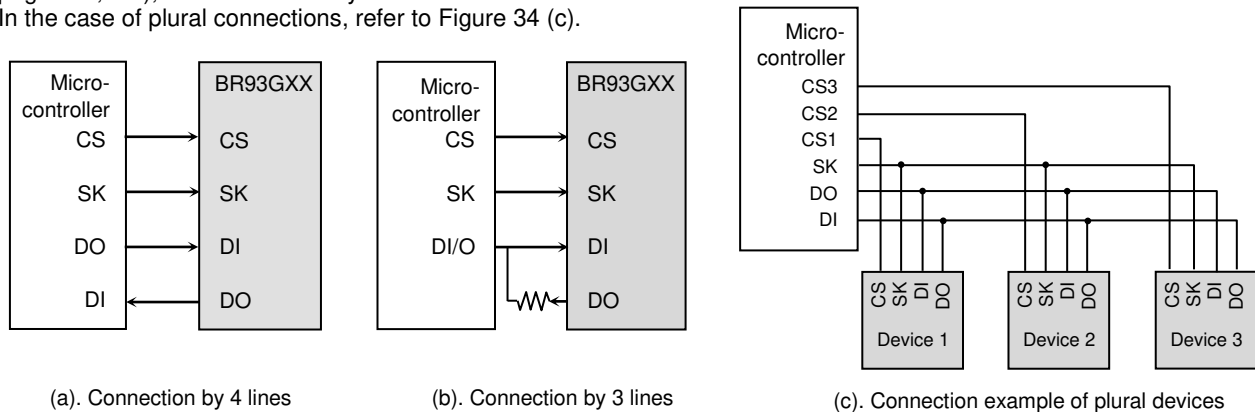 In the case of plural connections, refer to Figure 34 (c).
Micro-
controller
CS
SK
DO
DI
BR93GXX
CS
SK
DI
DO
(a). Connection by 4 lines
Micro-
controller
CS
SK
DI/O
BR93GXX
CS
SK
DI
DO
(b). Connection by 3 lines
Micro-
controller
CS3
CS2
CS1
SK
DO
DI
CS
SK
DI
DO
Device 1
CS
SK
DI
DO
Device 2
CS
SK
DI
DO
Device 3
(c). Connection example of plural devices